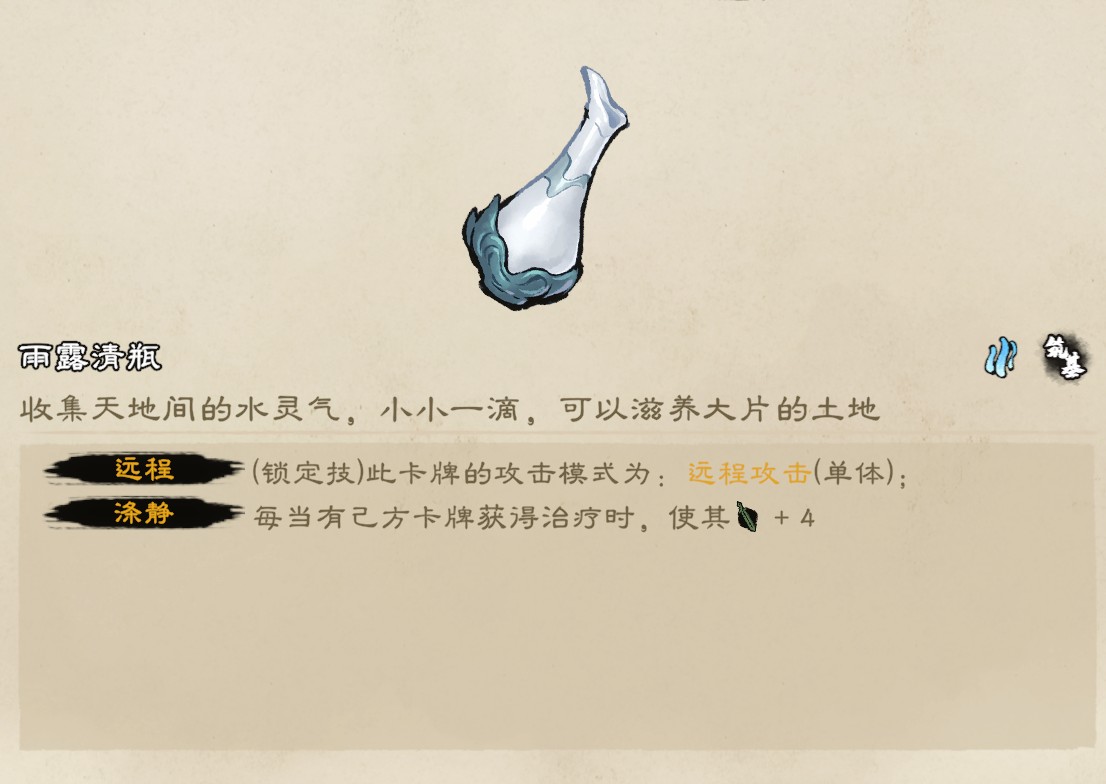 雨露清瓶
筑基
收集天地间的水灵气，小小一滴，可以滋养大片的土地
远程 (锁定技)此卡牌的攻击模式为：远程攻击(单体)；
涤静 每当有己方卡牌获得治疗时，使其 + 4